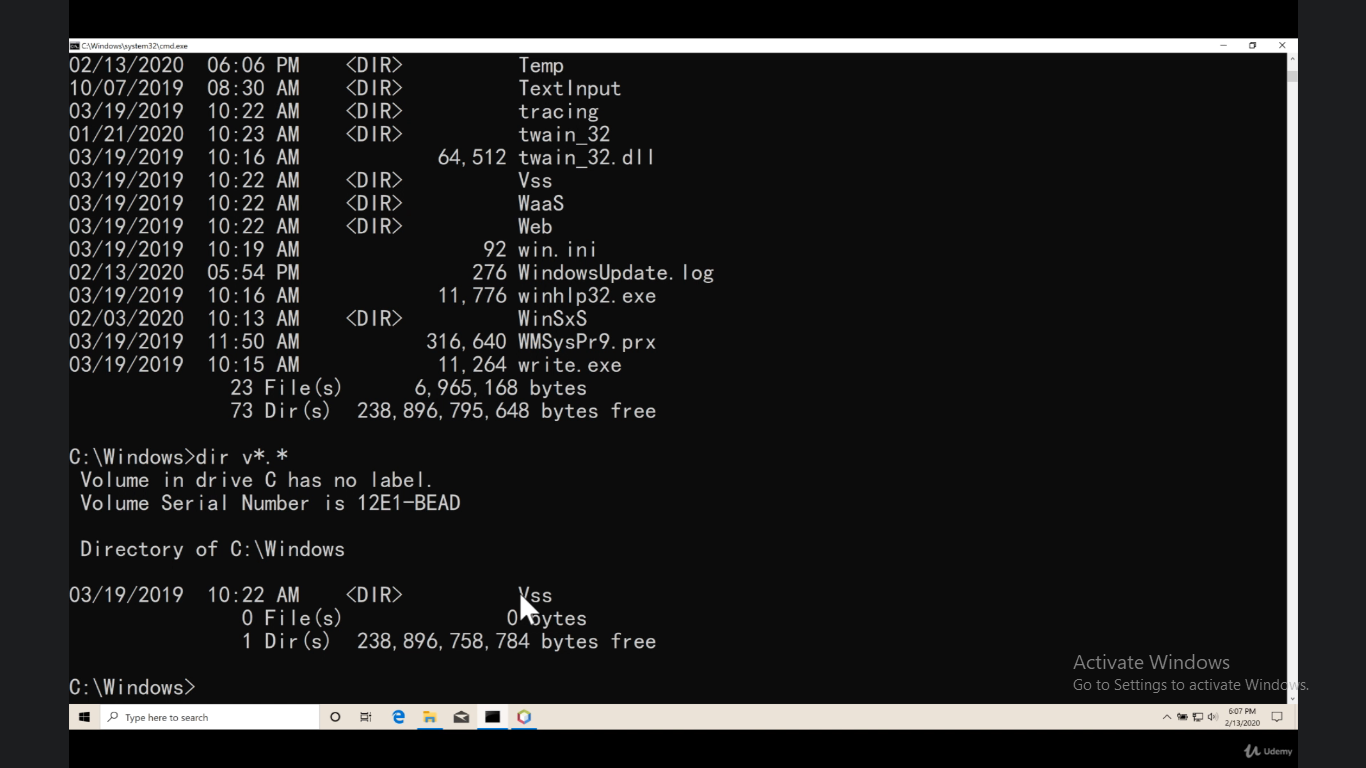 C:\Windows\system32\cmd.exe
02/13/2020 06:06 PM <DIR> Temp
10/07/2019 08:30 AM <DIR> TextInput
03/19/2019 10:22 AM <DIR> tracing
01/21/2020 10:23 AM <DIR> twain_32
03/19/2019 10:16 AM 64,512 twain_32.dll
03/19/2019 10:22 AM <DIR> Vss
03/19/2019 10:22 AM <DIR> WaaS
03/19/2019 10:22 AM <DIR> Web
03/19/2019 10:19 AM 92 win.ini
02/13/2020 05:54 PM 276 WindowsUpdate.log
03/19/2019 10:16 AM 11,776 winhlp32.exe
02/03/2020 10:13 AM <DIR> WinSxS
03/19/2019 11:50 AM 316,640 WMSysPr9.prx
03/19/2019 10:15 AM 11,264 write.exe
23 File(s) 6,965,168 bytes
73 Dir(s) 238,896,795,648 bytes free
C:\Windows>dir v*.*
Volume in drive C has no label.
Volume Serial Number is 12E1-BEAD
Directory of C:\Windows
03/19/2019 10:22 AM <DIR> Vss
0 File(s) 0 bytes
1 Dir(s) 238,896,758,784 bytes free
C:\Windows>
Activate Windows
Go to Settings to activate Windows.
Type here to search
6:07 PM
2/13/2020
Udemy